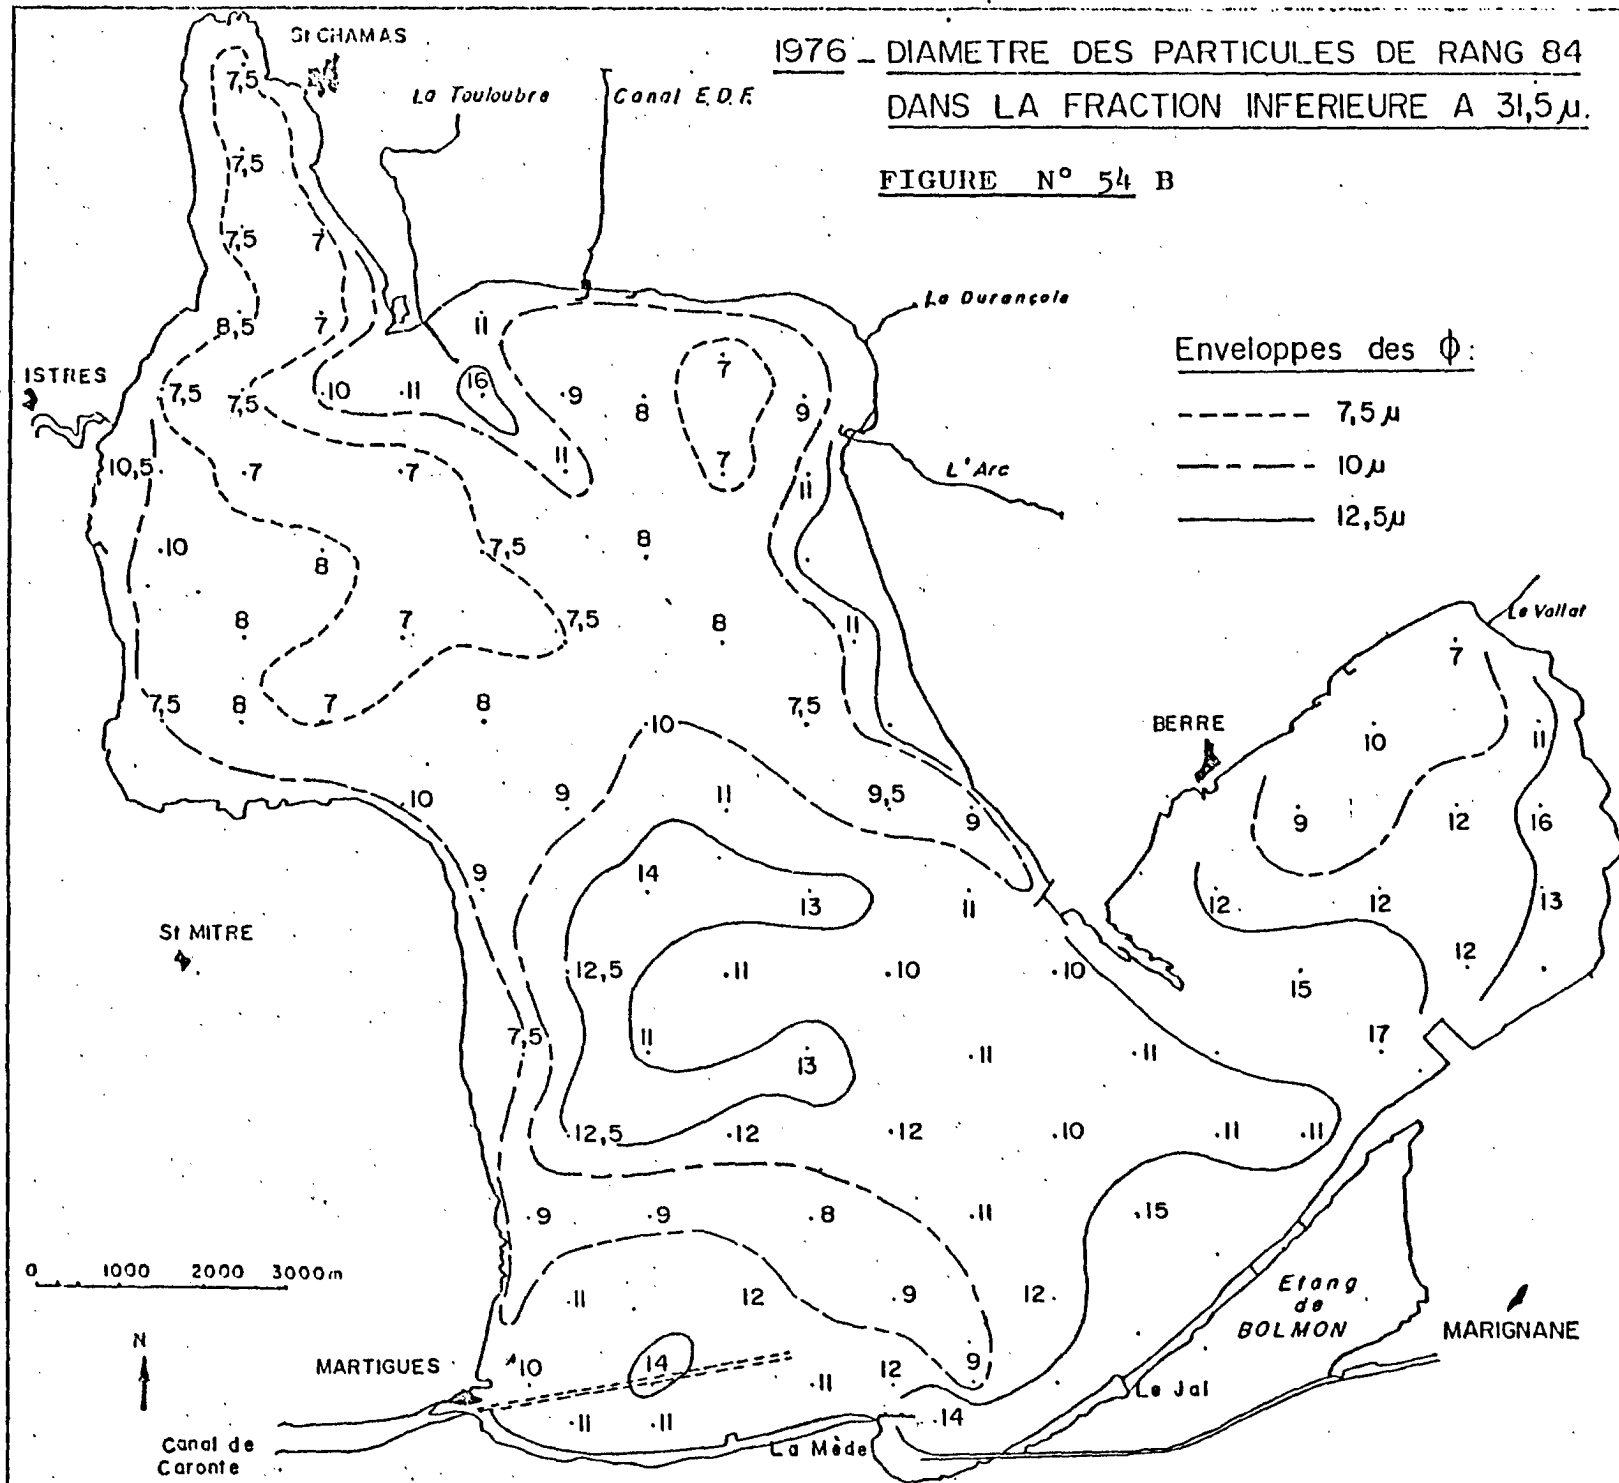 1976 _ DIAMETRE DES PARTICULES DE RANG 84
DANS LA FRACTION INFERIEURE A 31,5 µ.
FIGURE N° 54 B
St CHAMAS
La Touloubre
Canal E.D.F.
7,5
7,5
7,5 7
La Durançole
8,5 7 11
Enveloppes des ϕ :
7,5 µ
10 µ
12,5 µ
ISTRES
7
7,5 7,5 .10 .11 16 .9 8 9
10,5 .7 .7 11 7 11
L'Arc
.10 8 7,5 8
8 7 7,5 8 11
Le Vallat
7
7,5 8 7 8 .10 7,5
BERRE
10 11
.10 9 11 9,5 9
9 12 16
9 14 13 11
12 12 .13
St MITRE
12,5 .11 .10 .10
15 12
7,5 11 13 .11 .11 17
.12,5 .12 .12 .10 .11 .11
.9 .9 .8 .11 .15
0 1000 2000 3000m
.11 12 .9 12.
Etang
de
BOLMON
MARIGNANE
N
MARTIGUES
10 14 .11 12 9
Le Jaï
.11 .11 .14
La Mède
Canal de
Caronte